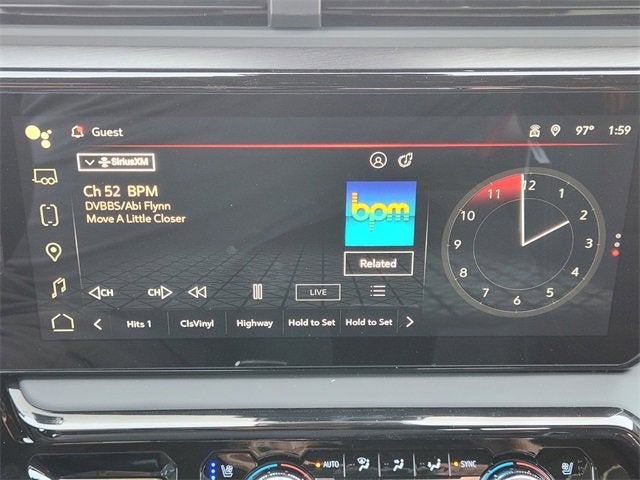 Guest
97° 1:59
SiriusXM
Ch 52 BPM
DVBBS/Abi Flynn
Move A Little Closer
bpm
Related
CH CH LIVE
Hits 1 ClsVinyl Highway Hold to Set Hold to Set
12
1
2
3
4
5
6
7
8
9
10
11
AUTO SYNC